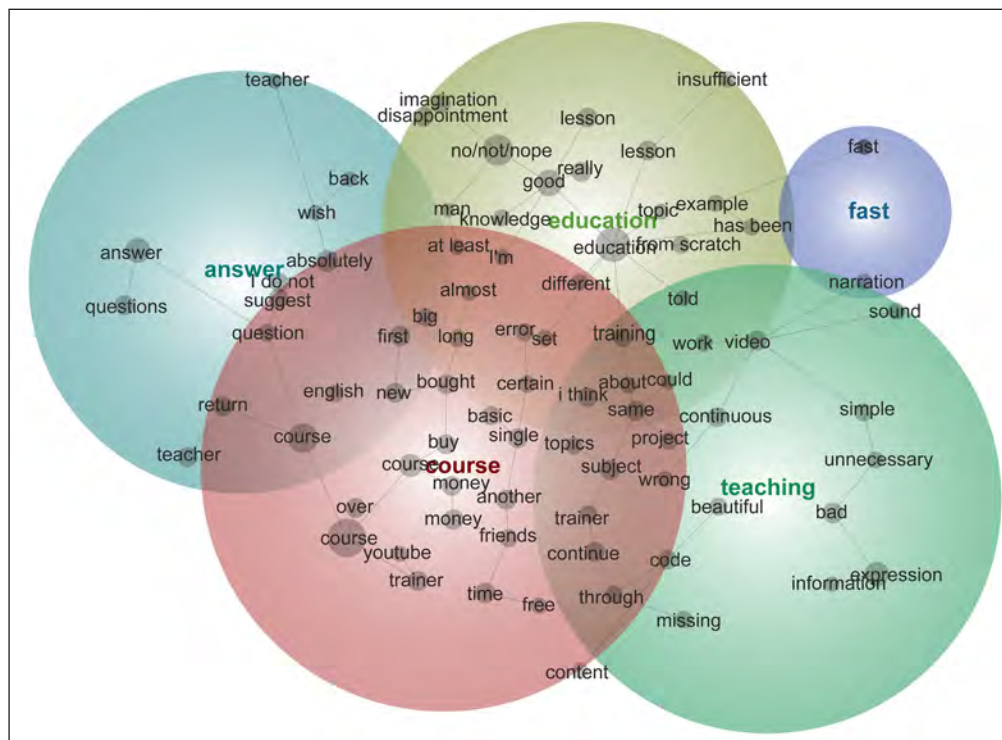 teacher
insufficient
imagination
disappointment
lesson
no/not/nope
lesson
fast
really
back
good
wish
man
knowledge
topic
example
fast
education
has been
answer
absolutely
at least
I'm
education
from scratch
answer
I do not
suggest
almost
different
told
narration
questions
sound
question
big
first
long
error
set
training
work
video
english
new
bought
certain
i think
about
could
return
basic
same
continuous
simple
course
buy
single
topics
project
teacher
course
course
subject
wrong
unnecessary
money
teaching
another
beautiful
over
money
trainer
bad
course
friends
youtube
continue
code
trainer
information
expression
time
free
through
missing
content